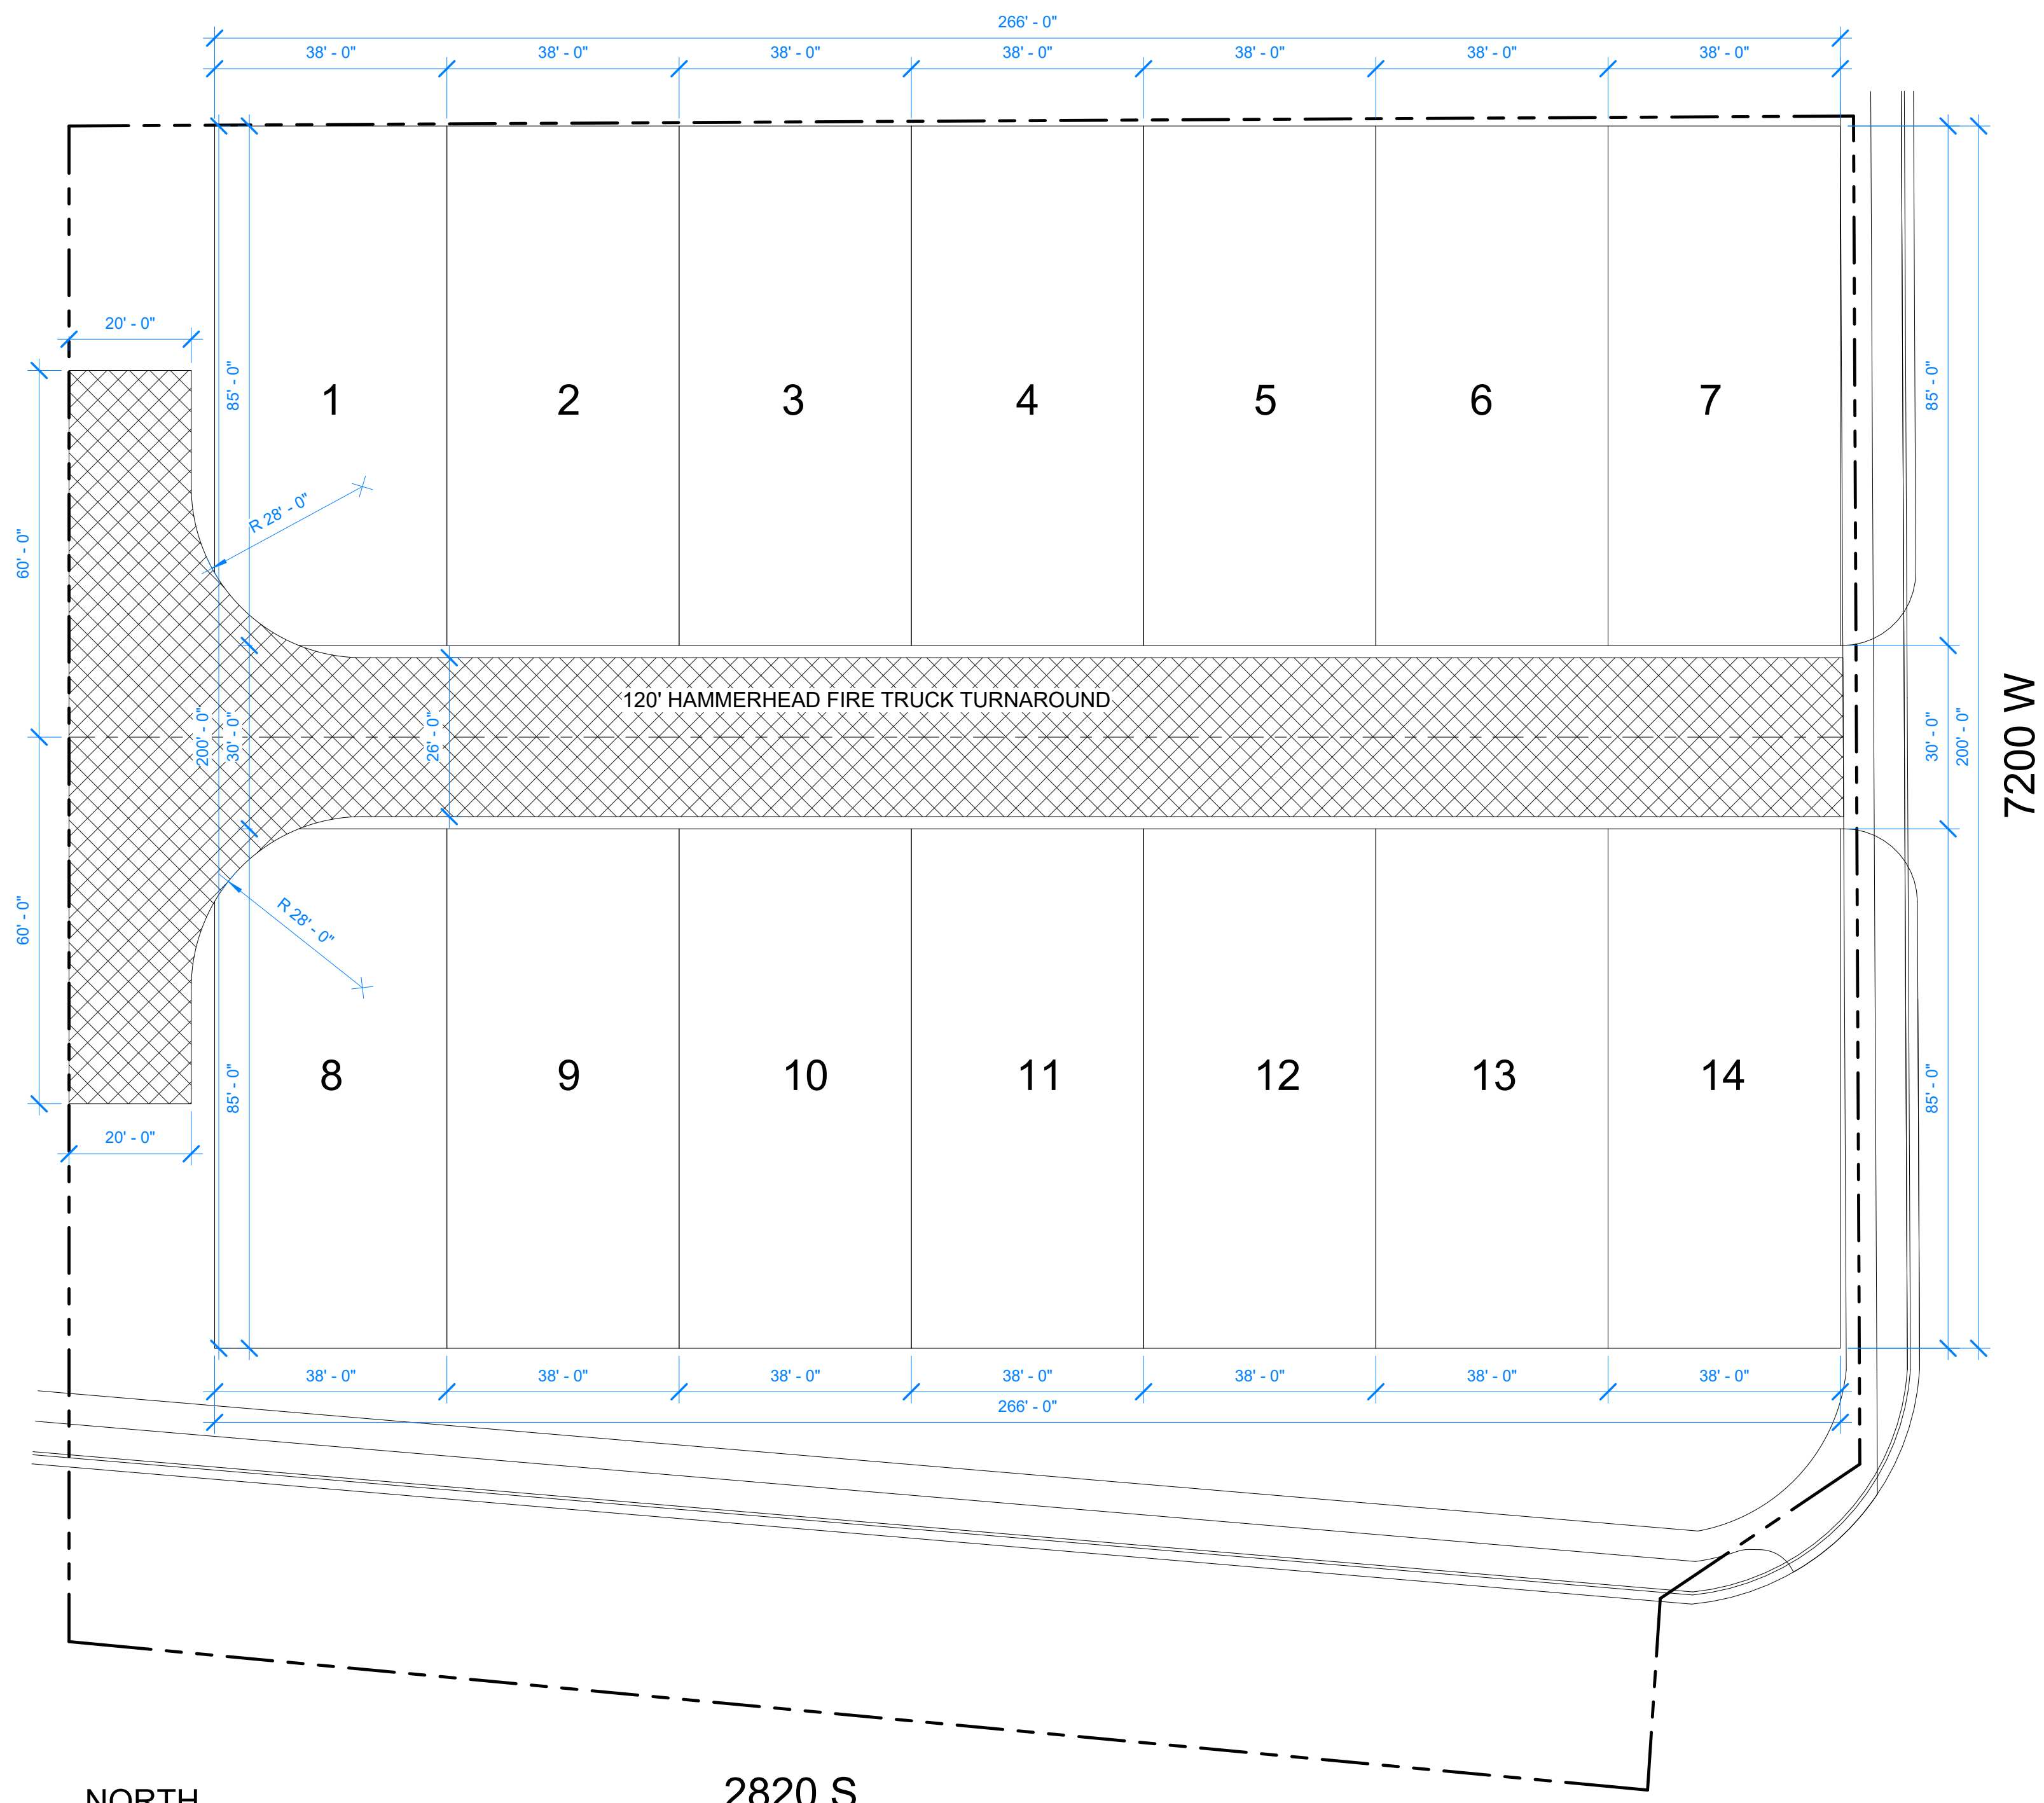 266' - 0"
38' - 0" 38' - 0" 38' - 0" 38' - 0" 38' - 0" 38' - 0" 38' - 0"
20' - 0"
85' - 0"
85' - 0"
1 2 3 4 5 6 7
R 28' - 0"
60' - 0"
120' HAMMERHEAD FIRE TRUCK TURNAROUND
200' - 0"
30' - 0"
26' - 0"
30' - 0"
200' - 0"
7200 W
60' - 0"
R 28' - 0"
8 9 10 11 12 13 14
85' - 0"
85' - 0"
20' - 0"
38' - 0" 38' - 0" 38' - 0" 38' - 0" 38' - 0" 38' - 0" 38' - 0"
266' - 0"
2820 S
NORTH